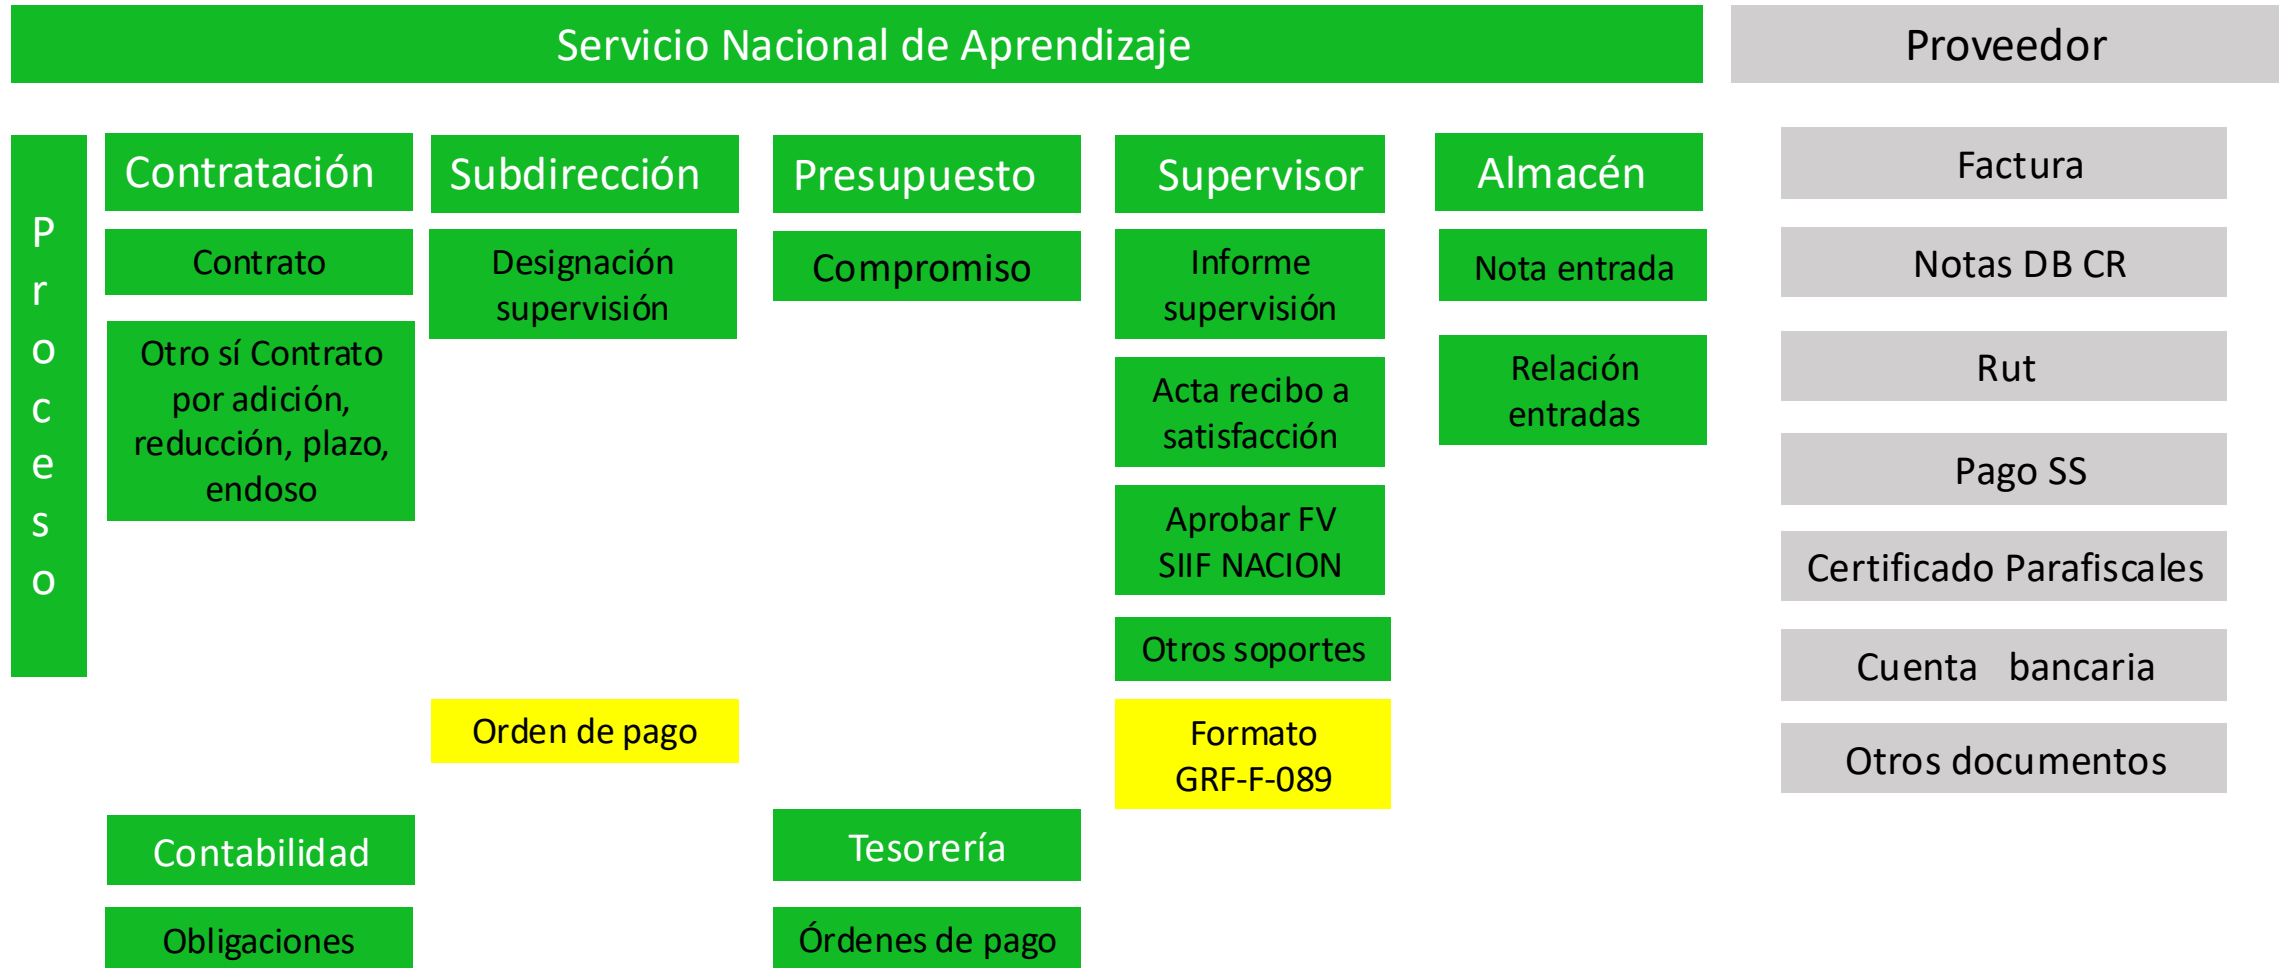 Servicio Nacional de Aprendizaje
Proveedor
Proceso
Contratación
Contrato
Otro sí Contrato
por adición,
reducción, plazo,
endoso
Subdirección
Designación
supervisión
Orden de pago
Presupuesto
Compromiso
Supervisor
Informe
supervisión
Acta recibo a
satisfacción
Aprobar FV
SIIF NACION
Otros soportes
Formato
GRF-F-089
Almacén
Nota entrada
Relación
entradas
Factura
Notas DB CR
Rut
Pago SS
Certificado Parafiscales
Cuenta bancaria
Otros documentos
Contabilidad
Obligaciones
Tesorería
Órdenes de pago